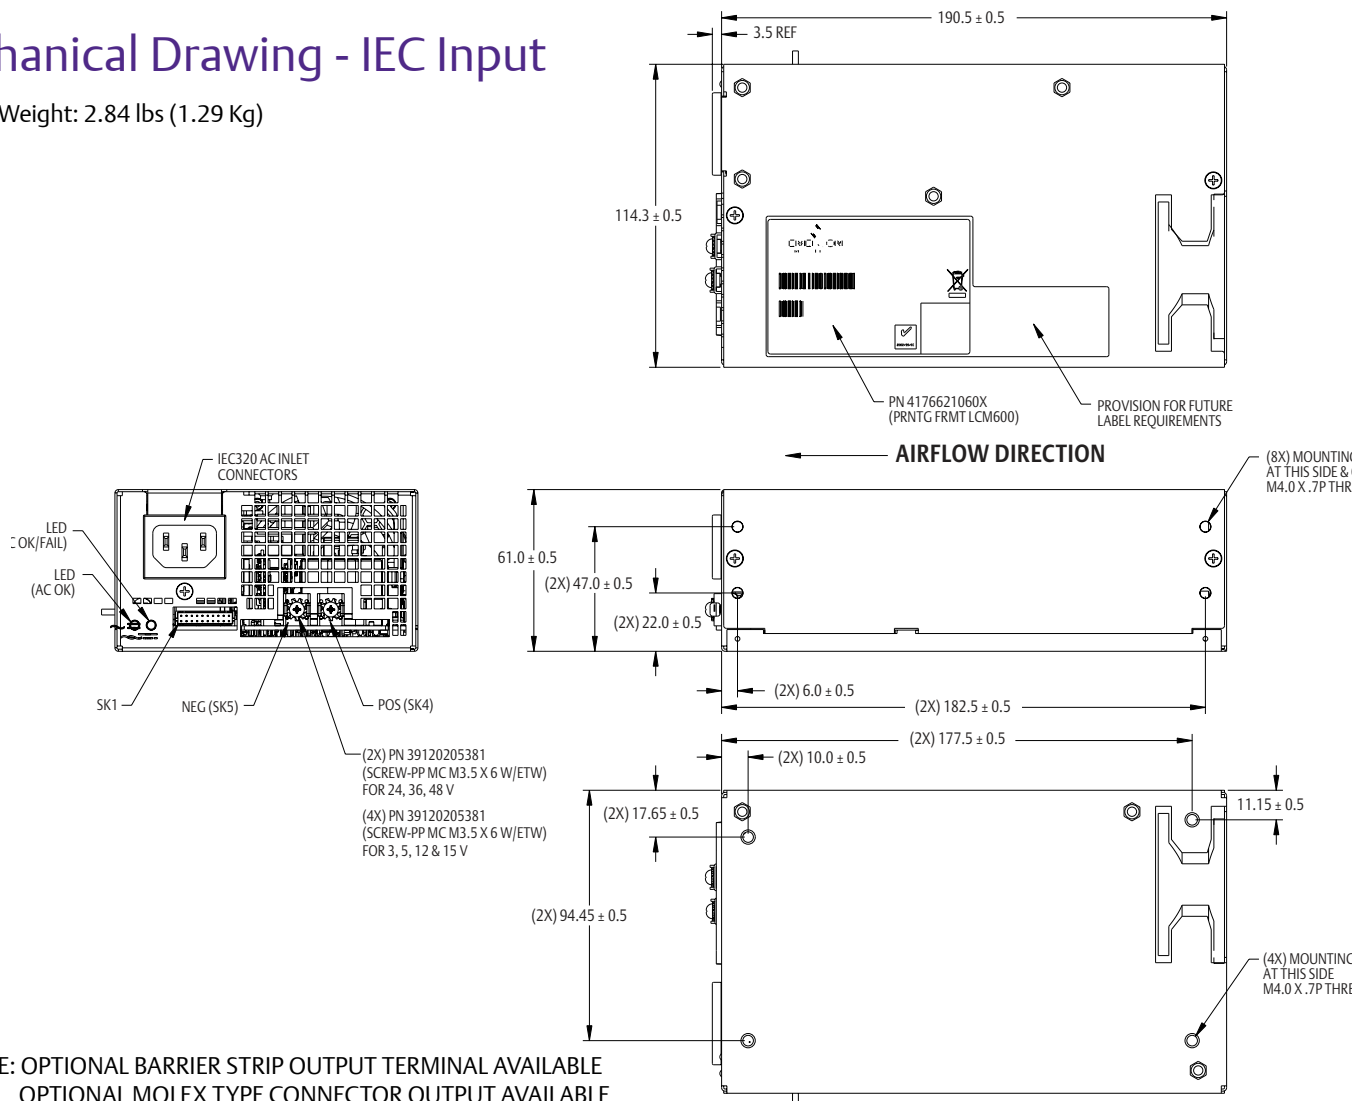 hanical Drawing - IEC Input
Weight: 2.84 lbs (1.29 Kg)
190.5 ± 0.5
3.5 REF
114.3 ± 0.5
PN 4176621060X
(PRNTG FRMT LCM600)
PROVISION FOR FUTURE
LABEL REQUIREMENTS
AIRFLOW DIRECTION
(8X) MOUNTING
AT THIS SIDE &
M4.0 X .7P THR
IEC320 AC INLET
CONNECTORS
LED
OK/FAIL)
LED
(AC OK)
SK1
NEG (SK5)
POS (SK4)
61.0 ± 0.5
(2X) 47.0 ± 0.5
(2X) 22.0 ± 0.5
(2X) 6.0 ± 0.5
(2X) 182.5 ± 0.5
(2X) PN 39120205381
(SCREW-PP MC M3.5 X 6 W/ETW)
FOR 24, 36, 48 V
(4X) PN 39120205381
(SCREW-PP MC M3.5 X 6 W/ETW)
FOR 3, 5, 12 & 15 V
(2X) 177.5 ± 0.5
(2X) 10.0 ± 0.5
(2X) 17.65 ± 0.5
11.15 ± 0.5
(2X) 94.45 ± 0.5
(4X) MOUNTING
AT THIS SIDE
M4.0 X .7P THRE
E: OPTIONAL BARRIER STRIP OUTPUT TERMINAL AVAILABLE
OPTIONAL MOLEX TYPE CONNECTOR OUTPUT AVAILABLE